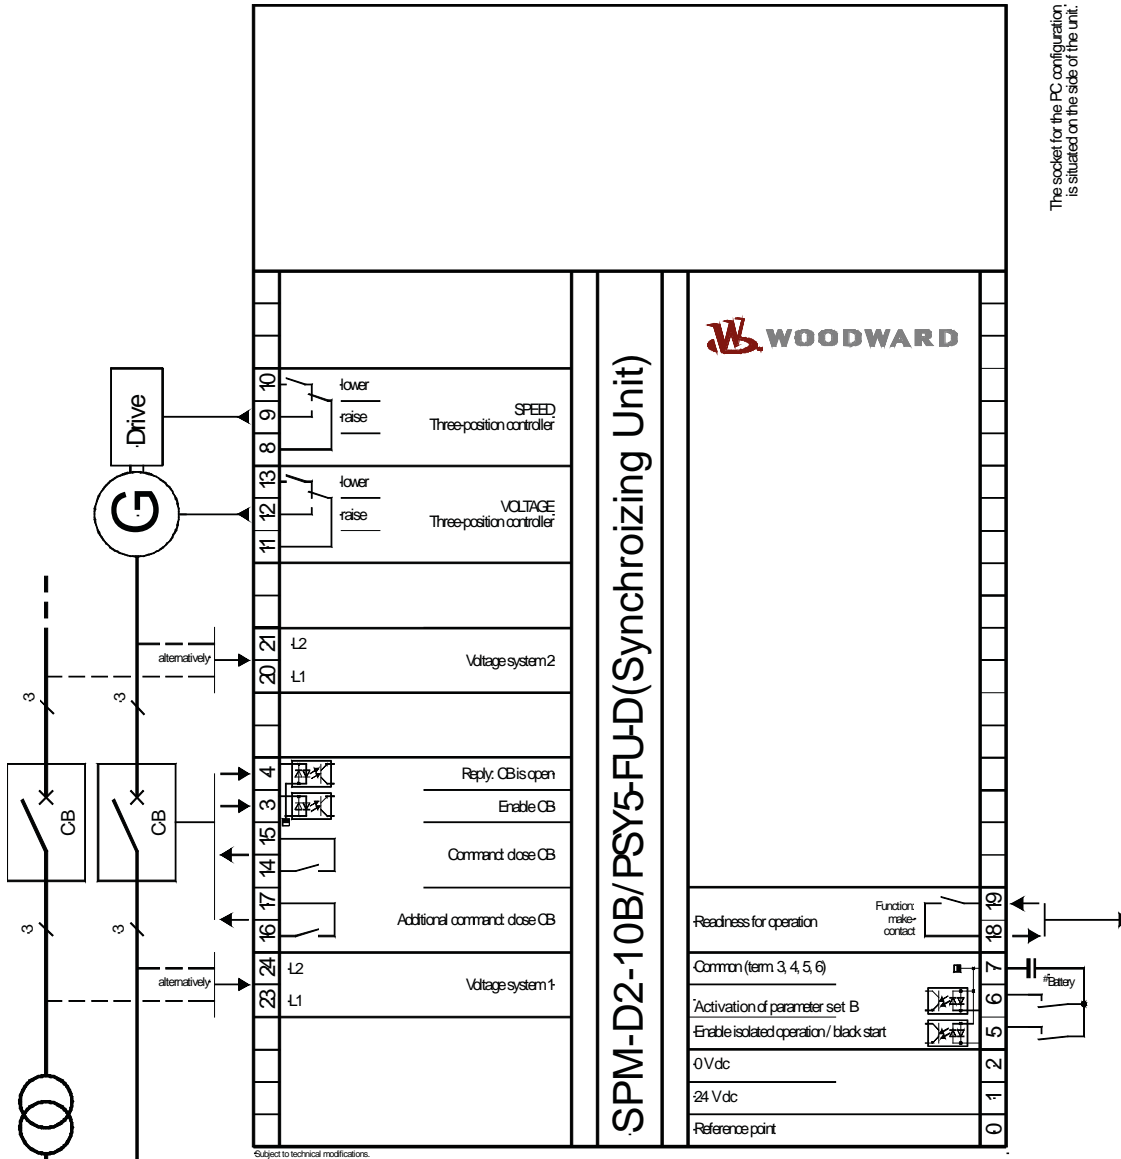 The socket for the PC configuration
is situated on the side of the unit.
WOODWARD
SPM-D2-10B/PSY5-FU-D(Synchroizing Unit)
Drive
G
10
9
8
lower
raise
SPEED
Three-position controller
13
12
11
lower
raise
VOLTAGE
Three-position controller
21
20
L2
L1
Voltage system 2
alternatively
3
3
CB
CB
4
Reply: CB is open
3
Enable CB
15
14
Command: close CB
17
16
Additional command: close CB
3
3
24
23
L2
L1
Voltage system 1
alternatively
Readiness for operation
Function:
make-
contact
19
18
Common (term. 3, 4, 5, 6)
7
Battery
Activation of parameter set B
6
Enable isolated operation / black start
5
0 Vdc
2
24 Vdc
1
Reference point
0
Subject to technical modifications.